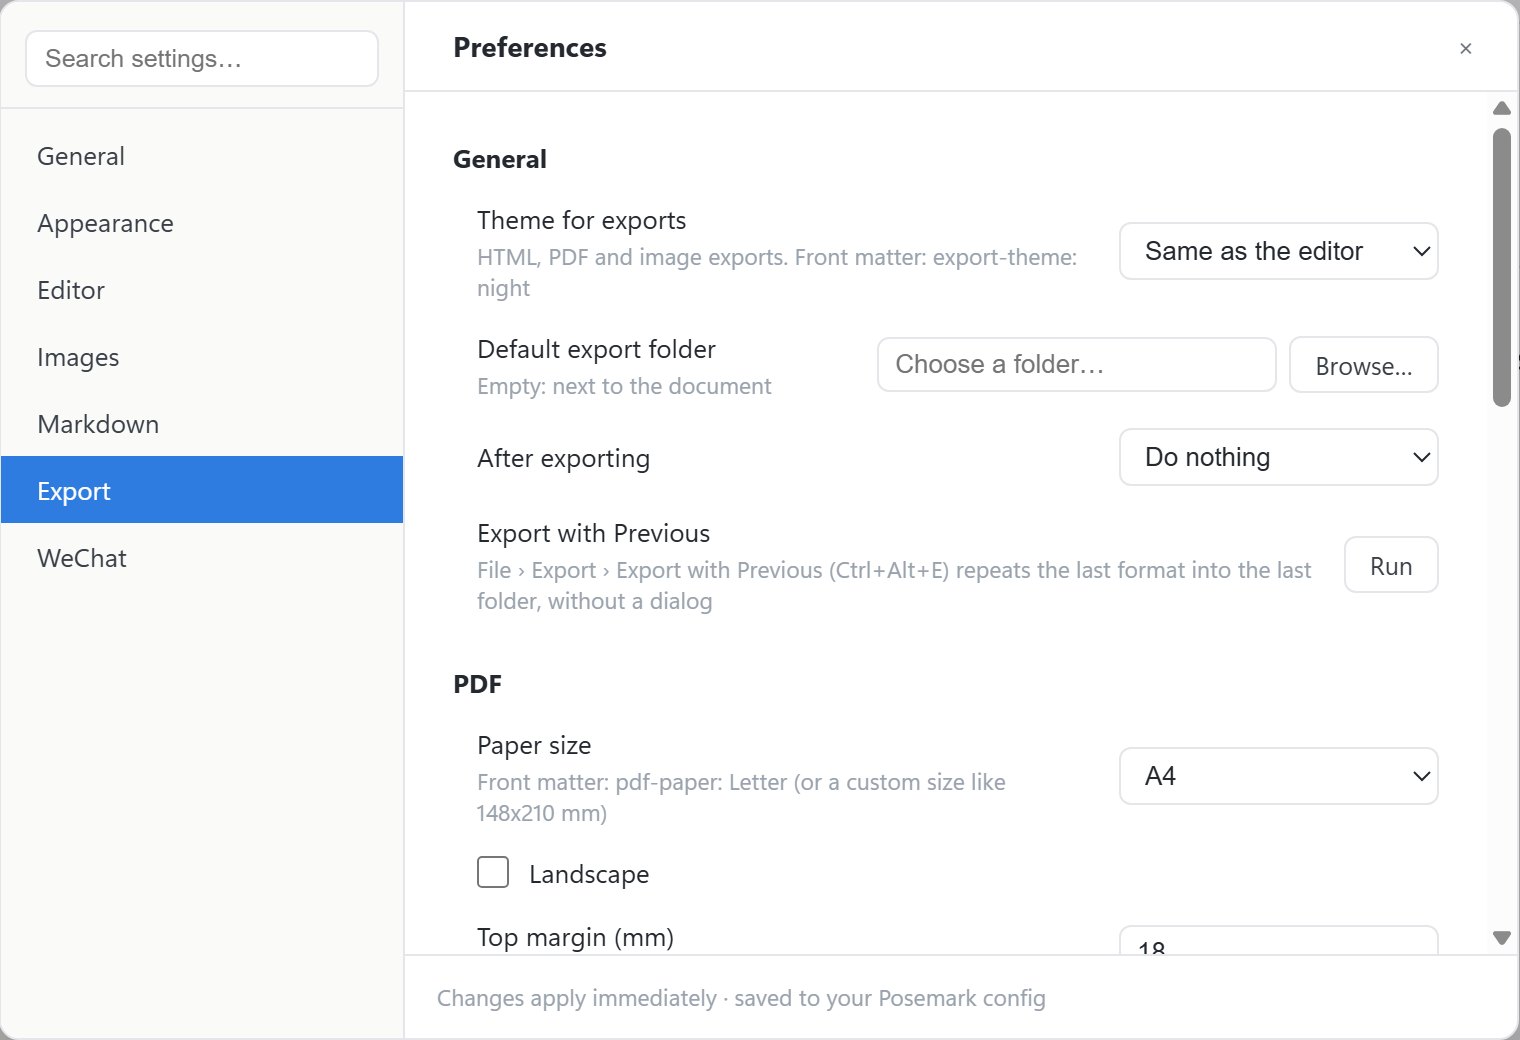 Search settings…
General
Appearance
Editor
Images
Markdown
Export
WeChat
Preferences
×
General
Theme for exports
HTML, PDF and image exports. Front matter: export-theme:
night
Same as the editor
Default export folder
Empty: next to the document
Choose a folder…
Browse…
After exporting
Do nothing
Export with Previous
File › Export › Export with Previous (Ctrl+Alt+E) repeats the last format into the last
folder, without a dialog
Run
PDF
Paper size
Front matter: pdf-paper: Letter (or a custom size like
148x210 mm)
A4
Landscape
Top margin (mm)
18
Changes apply immediately · saved to your Posemark config